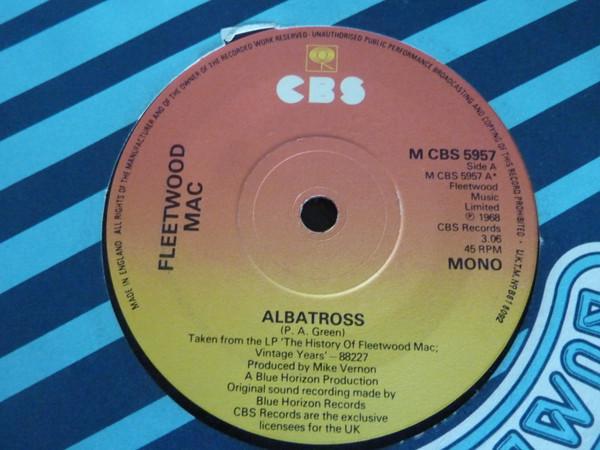 MADE IN ENGLAND ALL RIGHTS OF THE MANUFACTURER AND OF THE OWNER OF THE RECORDED WORK RESERVED · UNAUTHORISED PUBLIC PERFORMANCE BROADCASTING AND COPYING OF THIS RECORD PROHIBITED ·
CBS
FLEETWOOD
MAC
M CBS 5957
Side A
M CBS 5957 A*
Fleetwood
Music
Limited
℗ 1968
CBS Records
3.06
45 RPM
MONO
ALBATROSS
(P. A. Green)
Taken from the LP 'The History Of Fleetwood Mac;
Vintage Years' – 88227
Produced by Mike Vernon
A Blue Horizon Production
Original sound recording made by
Blue Horizon Records
CBS Records are the exclusive
licensees for the UK